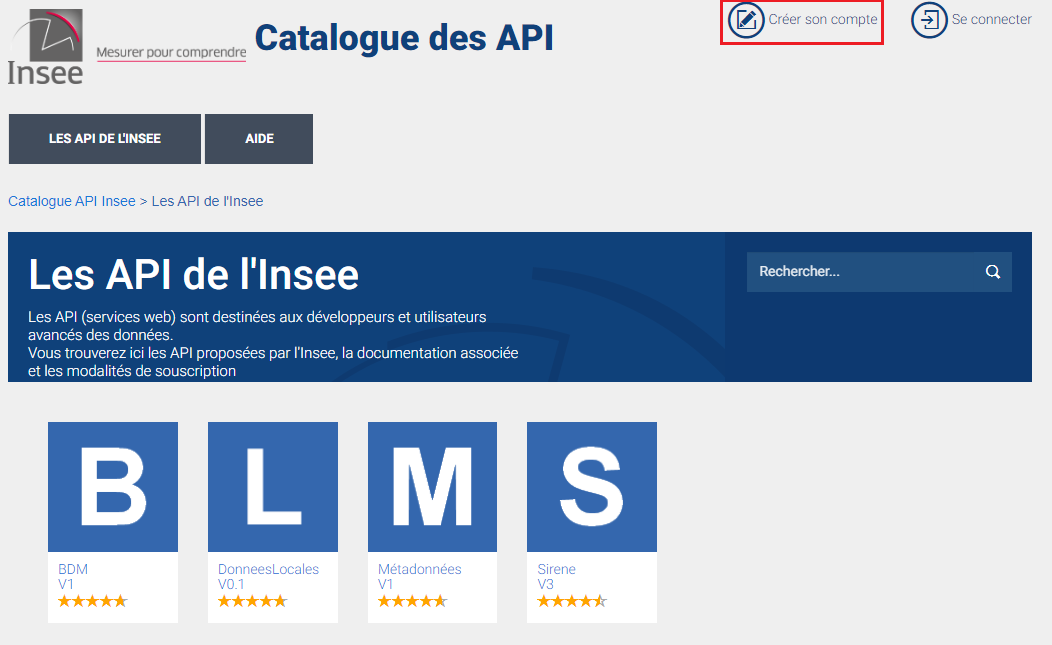 Insee
Mesurer pour comprendre
Catalogue des API
Créer son compte
Se connecter
LES API DE L'INSEE
AIDE
Catalogue API Insee > Les API de l'Insee
Les API de l'Insee
Les API (services web) sont destinées aux développeurs et utilisateurs
avancés des données.
Vous trouverez ici les API proposées par l'Insee, la documentation associée
et les modalités de souscription
Rechercher...
B
L
M
S
BDM
V1
DonneesLocales
V0.1
Métadonnées
V1
Sirene
V3